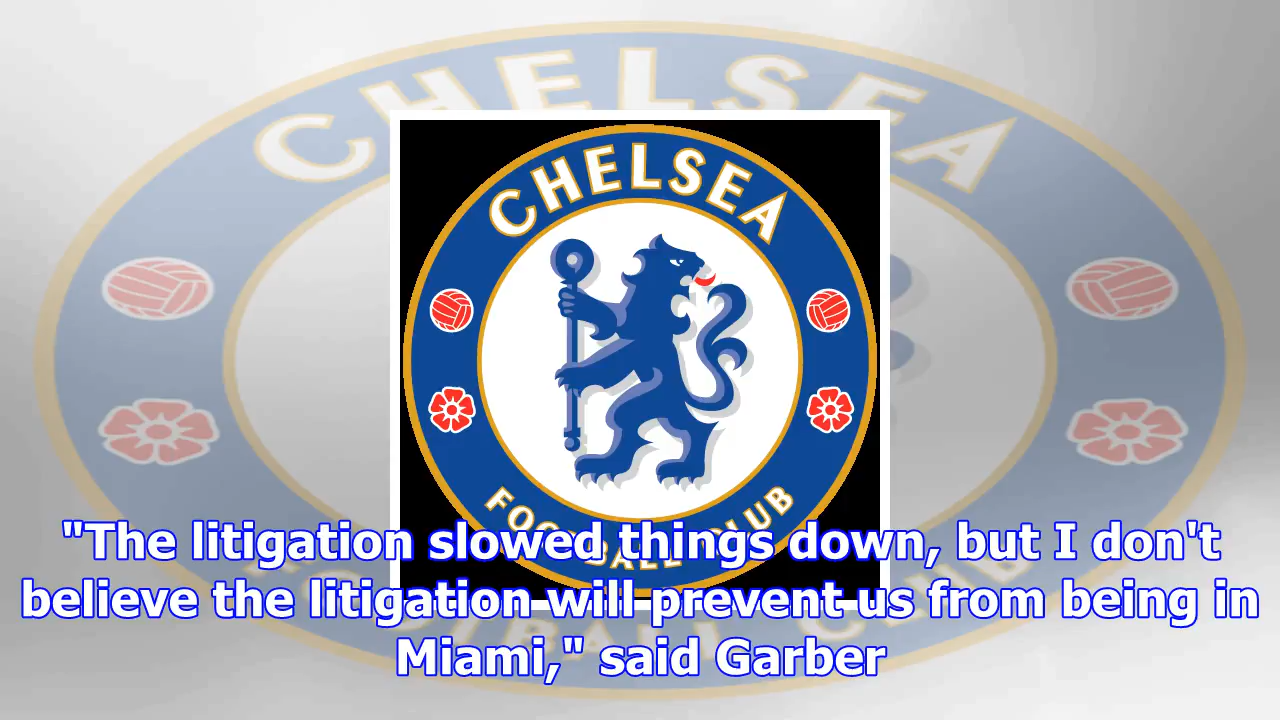 CHELSEA
FOOTBALL CLUB
"The litigation slowed things down, but I don't
believe the litigation will prevent us from being in
Miami," said Garber